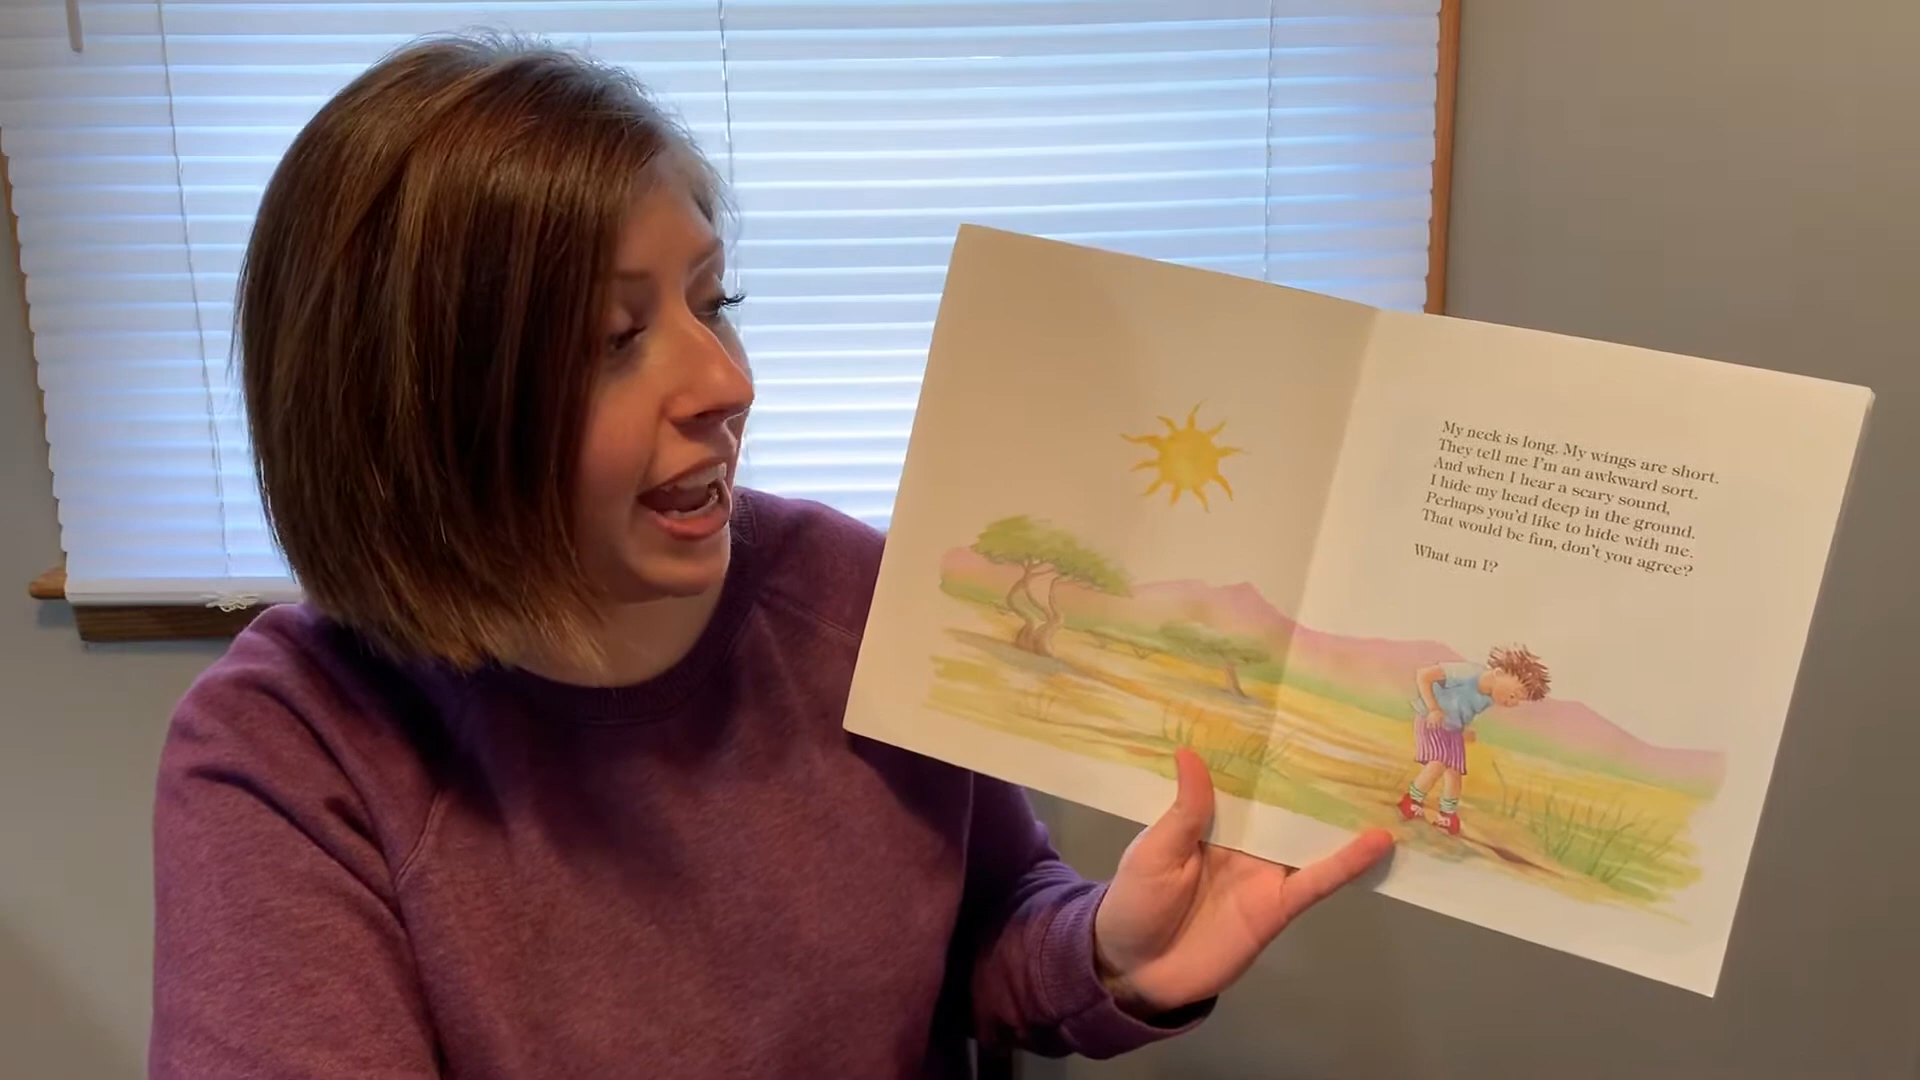 My neck is long. My wings are short.
They tell me I'm an awkward sort.
And when I hear a scary sound,
I hide my head deep in the ground.
Perhaps you'd like to hide with me.
That would be fun, don't you agree?
What am I?